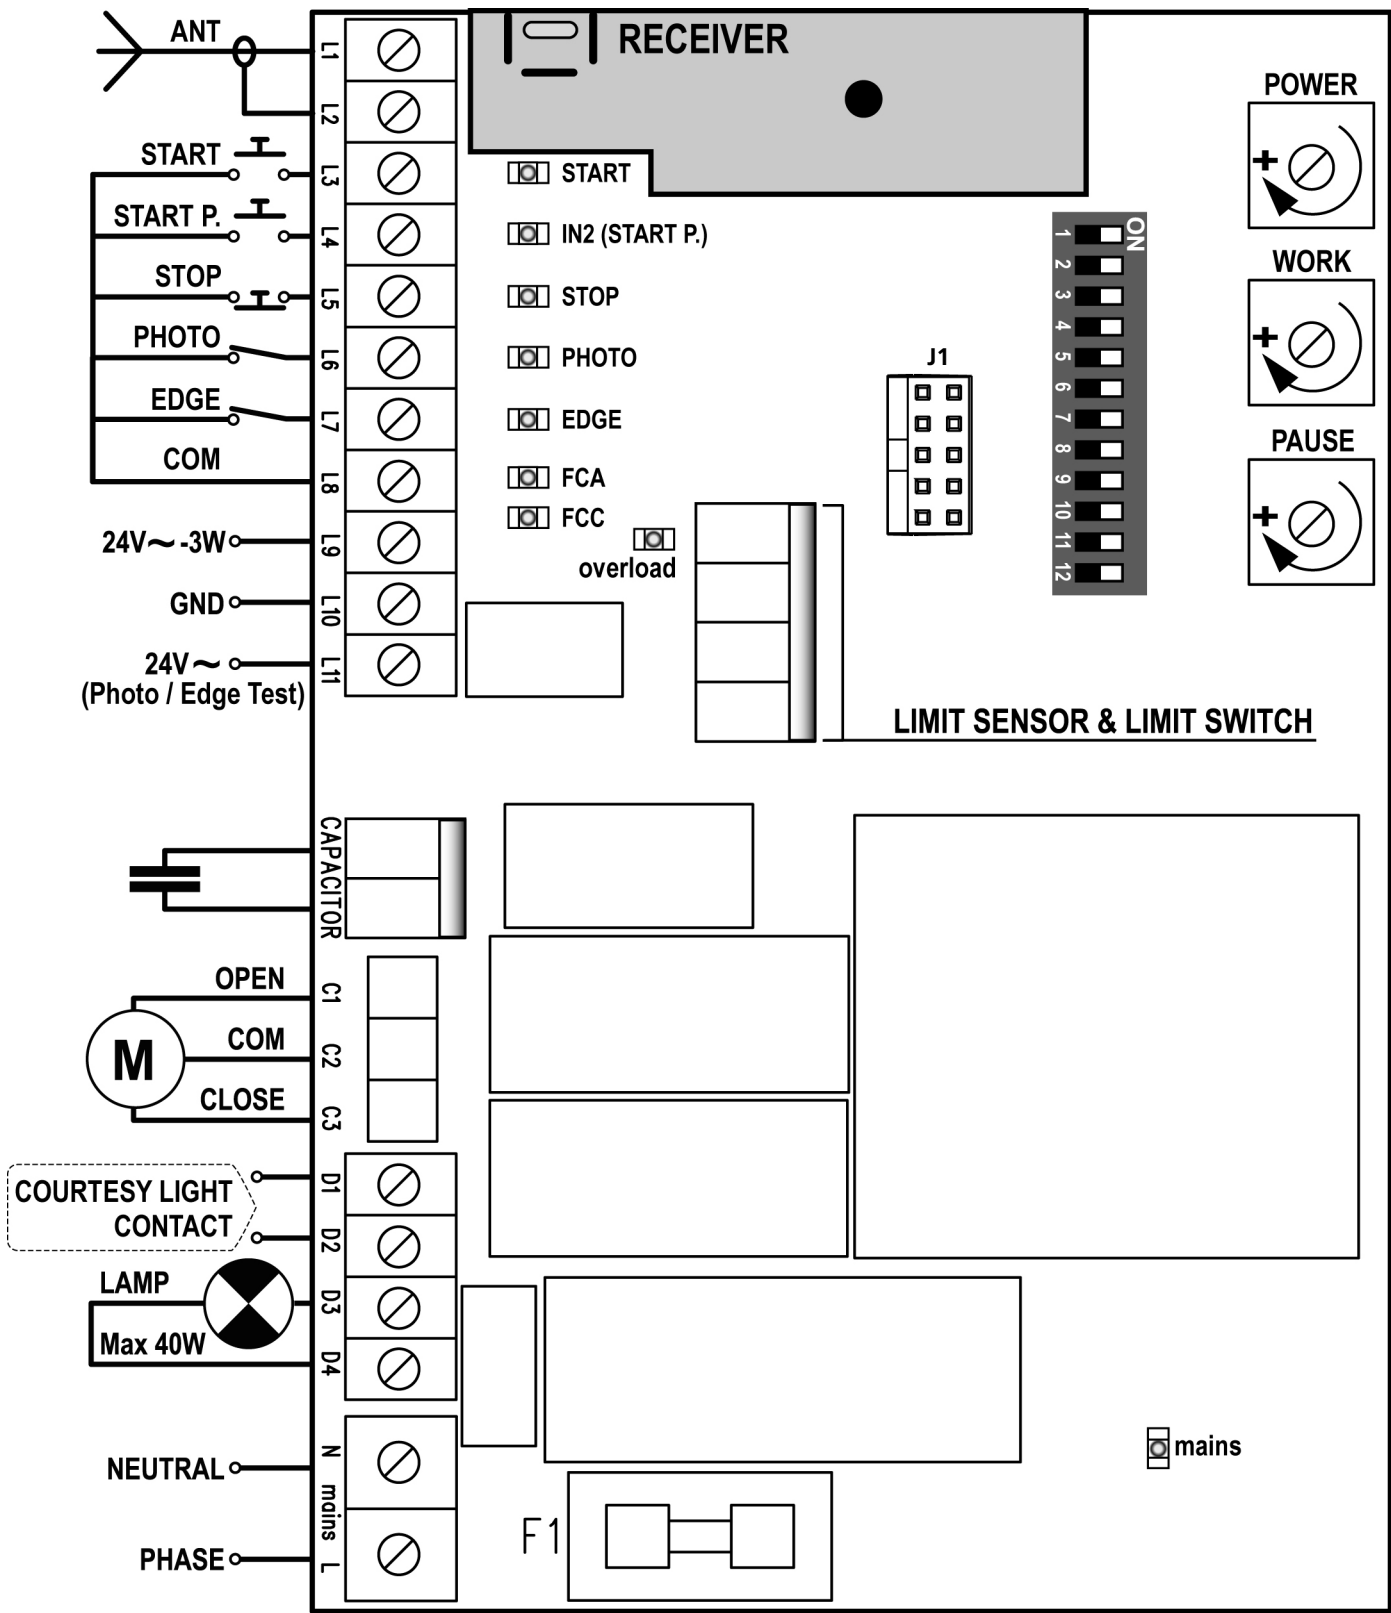 ANT
L1
L2
START
L3
START P.
L4
STOP
L5
PHOTO
L6
EDGE
L7
COM
L8
24V～ -3W
L9
GND
L10
24V～
L11
(Photo / Edge Test)
RECEIVER
START
IN2 (START P.)
STOP
PHOTO
EDGE
FCA
FCC
overload
J1
ON
1
2
3
4
5
6
7
8
9
10
11
12
POWER
+
WORK
+
PAUSE
+
LIMIT SENSOR & LIMIT SWITCH
CAPACITOR
OPEN
C1
M
COM
C2
CLOSE
C3
COURTESY LIGHT
CONTACT
D1
D2
LAMP
D3
Max 40W
D4
NEUTRAL
N
mains
PHASE
L
F1
mains